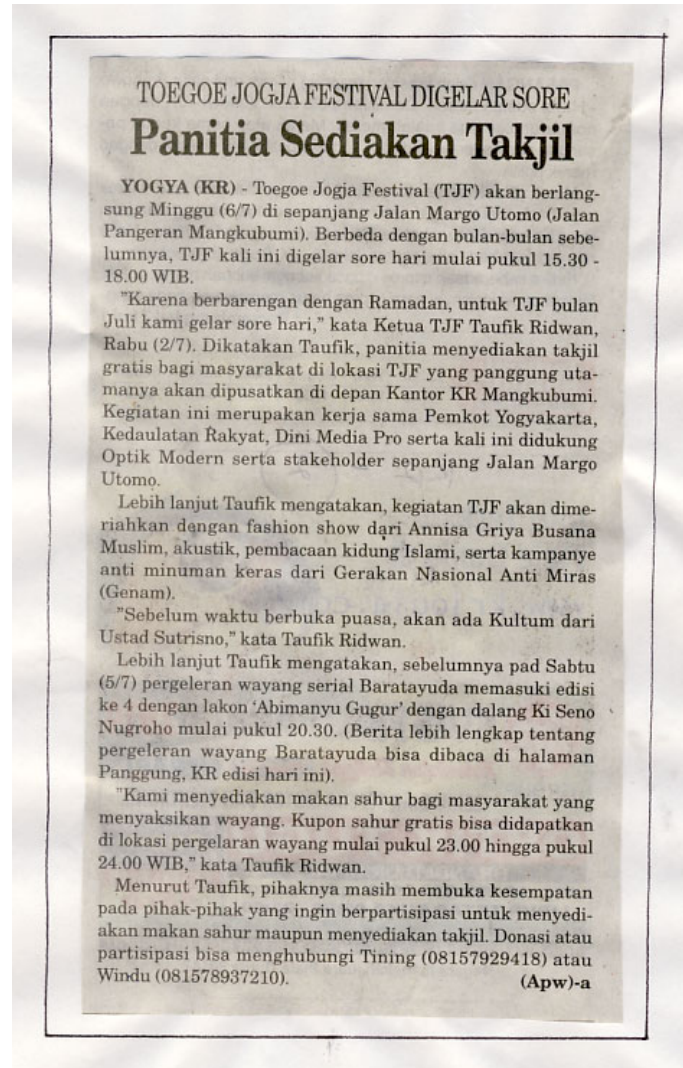 TOEGOE JOGJA FESTIVAL DIGELAR SORE
Panitia Sediakan Takjil
YOGYA (KR) - Toegoe Jogja Festival (TJF) akan berlang-
sung Minggu (6/7) di sepanjang Jalan Margo Utomo (Jalan
Pangeran Mangkubumi). Berbeda dengan bulan-bulan sebe-
lumnya, TJF kali ini digelar sore hari mulai pukul 15.30 -
18.00 WIB.
"Karena berbarengan dengan Ramadan, untuk TJF bulan
Juli kami gelar sore hari," kata Ketua TJF Taufik Ridwan,
Rabu (2/7). Dikatakan Taufik, panitia menyediakan takjil
gratis bagi masyarakat di lokasi TJF yang panggung uta-
manya akan dipusatkan di depan Kantor KR Mangkubumi.
Kegiatan ini merupakan kerja sama Pemkot Yogyakarta,
Kedaulatan Rakyat, Dini Media Pro serta kali ini didukung
Optik Modern serta stakeholder sepanjang Jalan Margo
Utomo.
Lebih lanjut Taufik mengatakan, kegiatan TJF akan dime-
riahkan dengan fashion show dari Annisa Griya Busana
Muslim, akustik, pembacaan kidung Islami, serta kampanye
anti minuman keras dari Gerakan Nasional Anti Miras
(Genam).
"Sebelum waktu berbuka puasa, akan ada Kultum dari
Ustad Sutrisno," kata Taufik Ridwan.
Lebih lanjut Taufik mengatakan, sebelumnya pad Sabtu
(5/7) pergeleran wayang serial Baratayuda memasuki edisi
ke 4 dengan lakon 'Abimanyu Gugur' dengan dalang Ki Seno
Nugroho mulai pukul 20.30. (Berita lebih lengkap tentang
pergeleran wayang Baratayuda bisa dibaca di halaman
Panggung, KR edisi hari ini).
"Kami menyediakan makan sahur bagi masyarakat yang
menyaksikan wayang. Kupon sahur gratis bisa didapatkan
di lokasi pergelaran wayang mulai pukul 23.00 hingga pukul
24.00 WIB," kata Taufik Ridwan.
Menurut Taufik, pihaknya masih membuka kesempatan
pada pihak-pihak yang ingin berpartisipasi untuk menyedi-
akan makan sahur maupun menyediakan takjil. Donasi atau
partisipasi bisa menghubungi Tining (08157929418) atau
Windu (081578937210). (Apw)-a